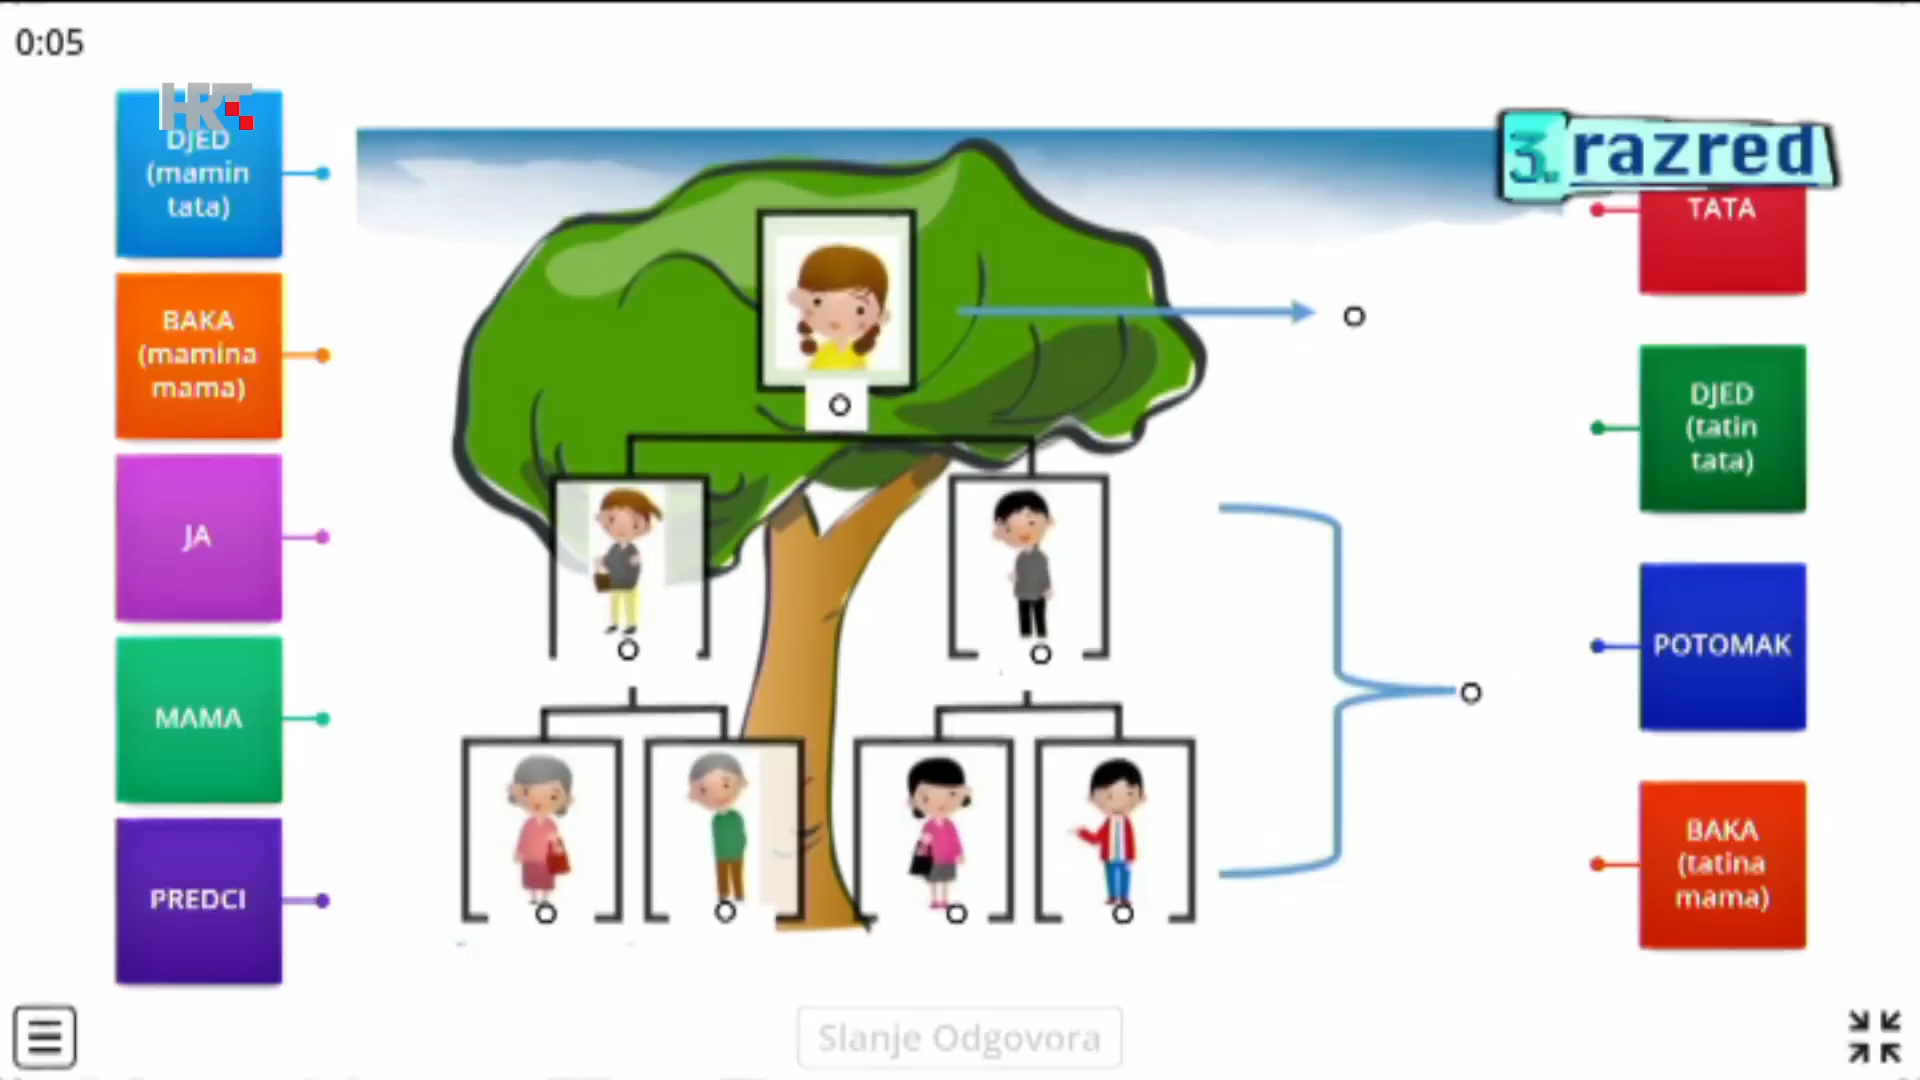 0:05
HRT
DJED
(mamin
tata)
BAKA
(mamina
mama)
JA
MAMA
PREDCI
3. razred
TATA
DJED
(tatin
tata)
POTOMAK
BAKA
(tatina
mama)
Slanje Odgovora